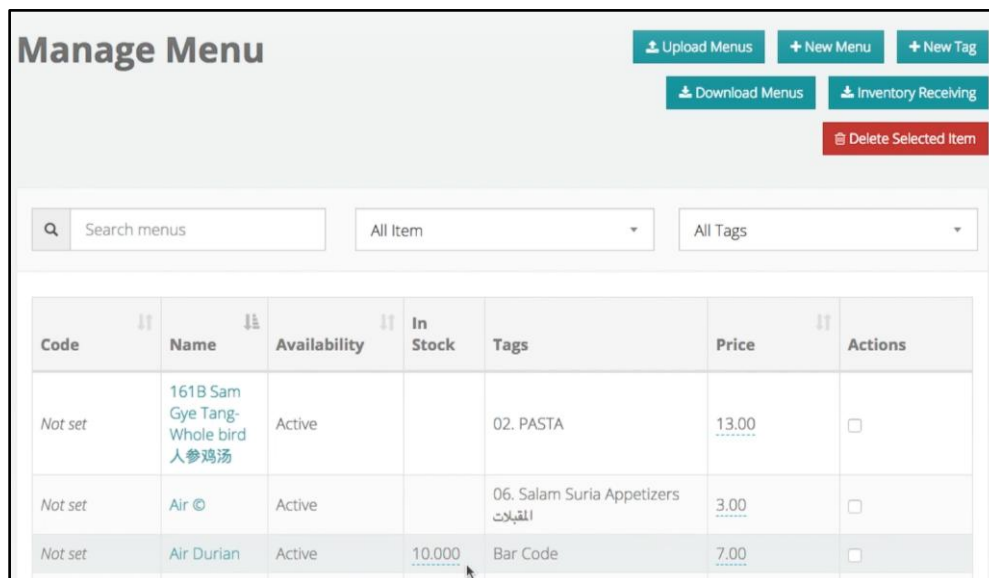 Manage Menu
Upload Menus
+ New Menu
+ New Tag
Download Menus
Inventory Receiving
Delete Selected Item
Search menus
All Item
All Tags
Code
Name
Availability
In
Stock
Tags
Price
Actions
Not set
161B Sam
Gye Tang-
Whole bird
人参鸡汤
Active
02. PASTA
13.00
Not set
Air ©
Active
06. Salam Suria Appetizers
المقبلات
3.00
Not set
Air Durian
Active
10.000
Bar Code
7.00